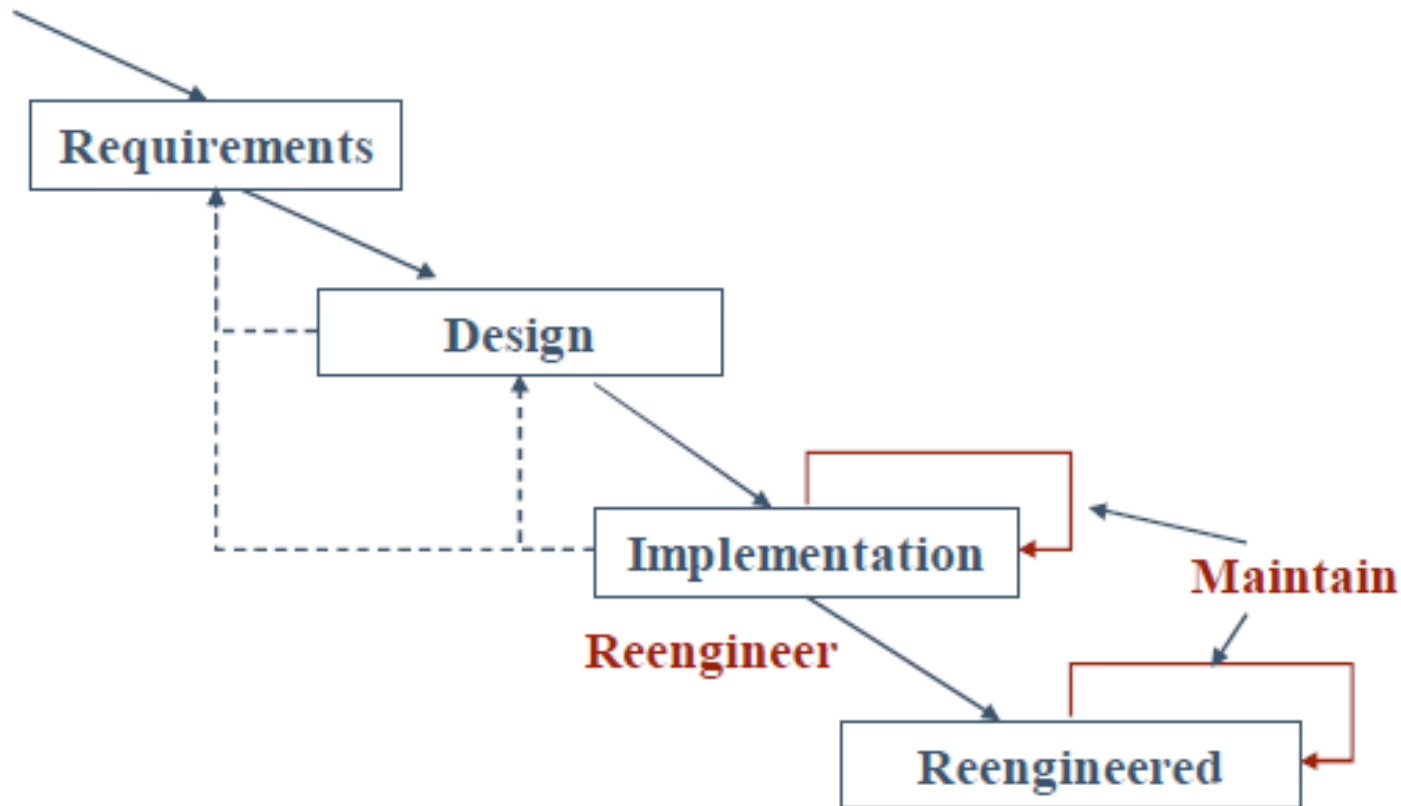 Requirements
Design
Implementation
Maintain
Reengineer
Reengineered